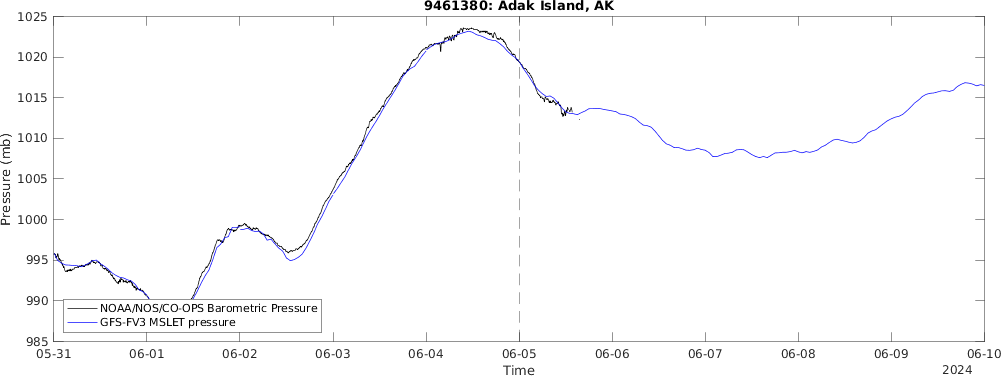 9461380: Adak Island, AK
Pressure (mb)
1025
1020
1015
1010
1005
1000
995
990
985
NOAA/NOS/CO-OPS Barometric Pressure
GFS-FV3 MSLET pressure
05-31 06-01 06-02 06-03 06-04 06-05 06-06 06-07 06-08 06-09 06-10
Time
2024